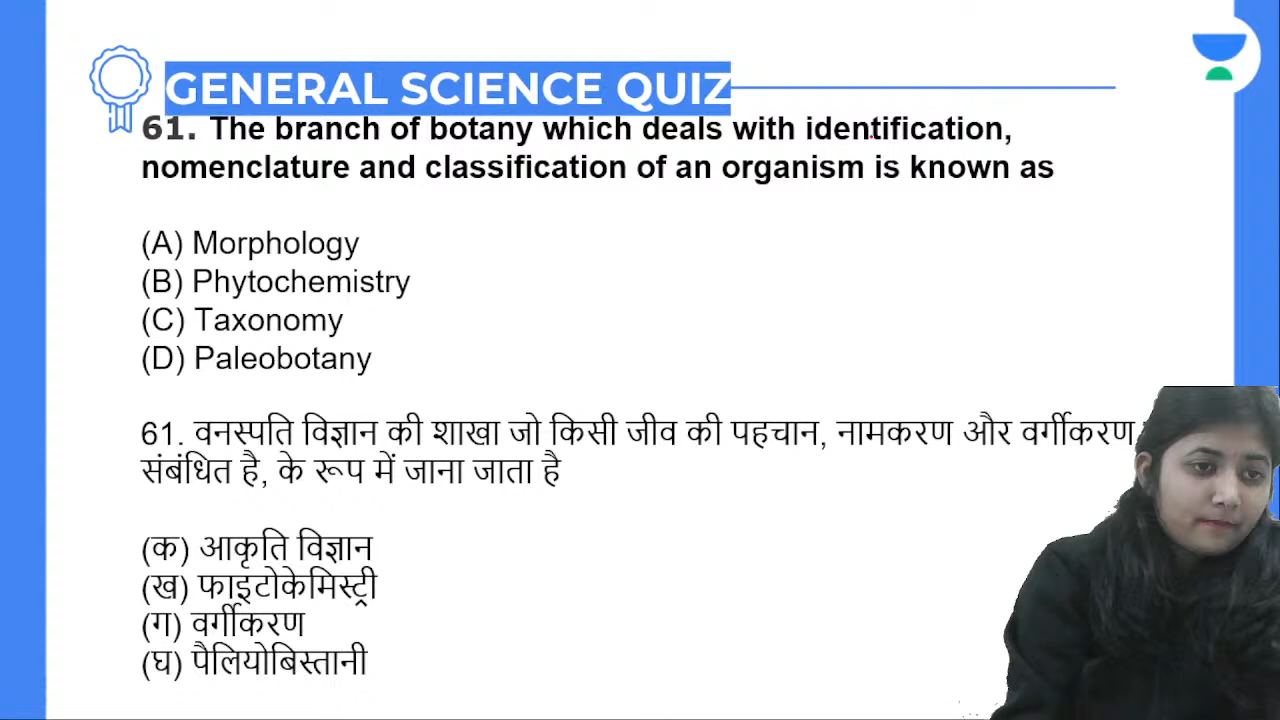 GENERAL SCIENCE QUIZ
61. The branch of botany which deals with identification,
nomenclature and classification of an organism is known as
(A) Morphology
(B) Phytochemistry
(C) Taxonomy
(D) Paleobotany
61. वनस्पति विज्ञान की शाखा जो किसी जीव की पहचान, नामकरण और वर्गीकरण
संबंधित है, के रूप में जाना जाता है
(क) आकृति विज्ञान
(ख) फाइटोकेमिस्ट्री
(ग) वर्गीकरण
(घ) पैलियोबिस्तानी